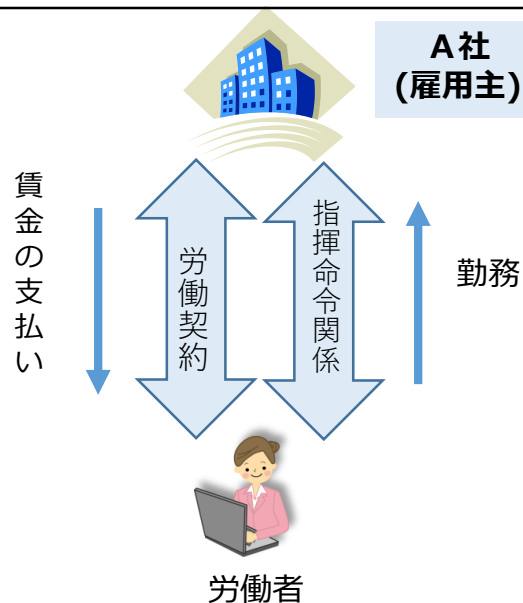 A社
(雇用主)
賃金の支払い
労働契約
指揮命令関係
勤務
労働者